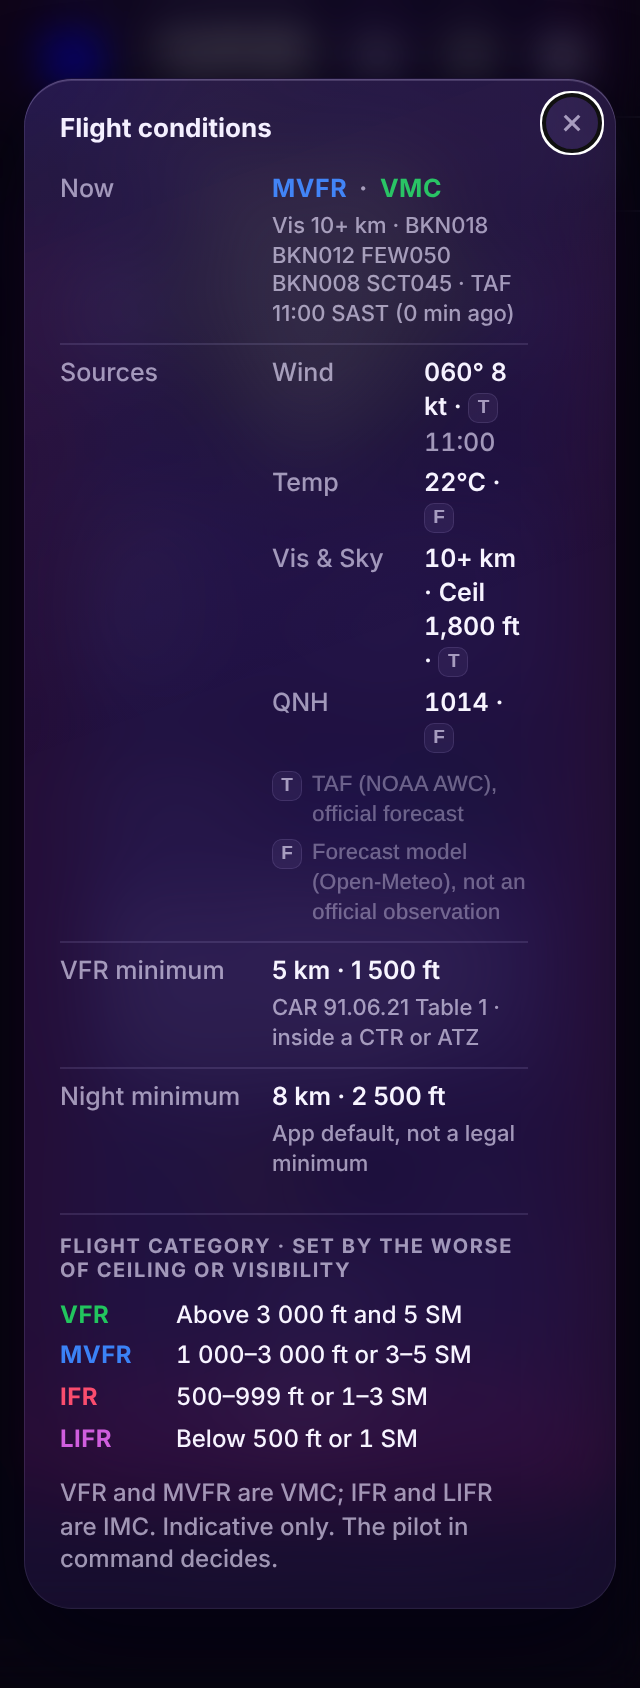 Flight conditions
Now
MVFR · VMC
Vis 10+ km · BKN018
BKN012 FEW050
BKN008 SCT045 · TAF
11:00 SAST (0 min ago)
Sources
Wind
060° 8
kt · T
11:00
Temp
22°C ·
F
Vis & Sky
10+ km
· Ceil
1,800 ft
· T
QNH
1014 ·
F
T TAF (NOAA AWC),
official forecast
F Forecast model
(Open-Meteo), not an
official observation
VFR minimum
5 km · 1 500 ft
CAR 91.06.21 Table 1 ·
inside a CTR or ATZ
Night minimum
8 km · 2 500 ft
App default, not a legal
minimum
FLIGHT CATEGORY · SET BY THE WORSE
OF CEILING OR VISIBILITY
VFR Above 3 000 ft and 5 SM
MVFR 1 000–3 000 ft or 3–5 SM
IFR 500–999 ft or 1–3 SM
LIFR Below 500 ft or 1 SM
VFR and MVFR are VMC; IFR and LIFR
are IMC. Indicative only. The pilot in
command decides.